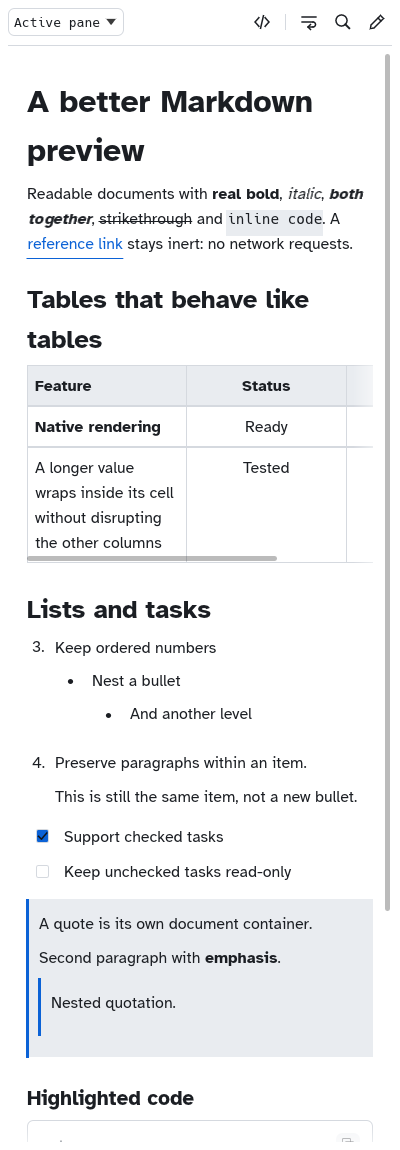 Active pane
A better Markdown
preview
Readable documents with real bold, italic, both
together, strikethrough and inline code. A
reference link stays inert: no network requests.
Tables that behave like
tables
Feature Status
Native rendering Ready
A longer value Tested
wraps inside its cell
without disrupting
the other columns
Lists and tasks
3. Keep ordered numbers
• Nest a bullet
• And another level
4. Preserve paragraphs within an item.
This is still the same item, not a new bullet.
Support checked tasks
Keep unchecked tasks read-only
A quote is its own document container.
Second paragraph with emphasis.
Nested quotation.
Highlighted code